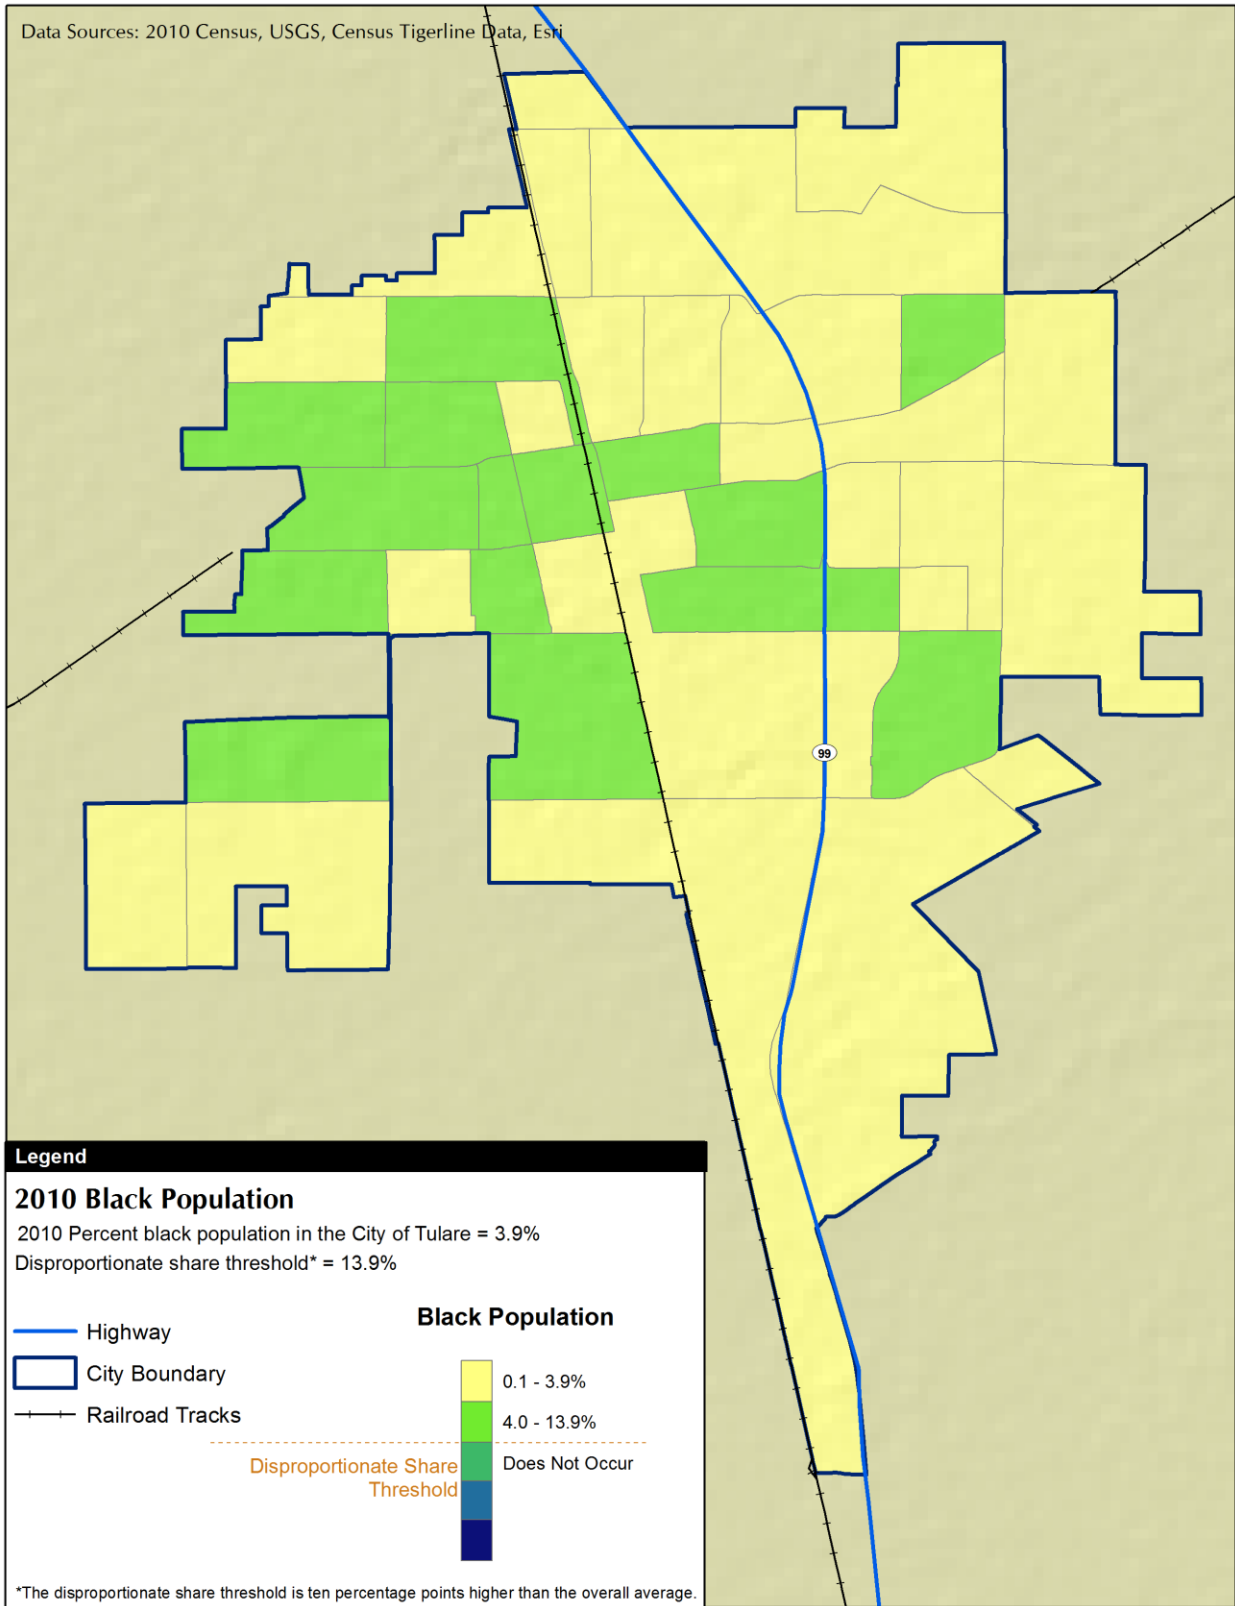 Data Sources: 2010 Census, USGS, Census Tigerline Data, Esri
99
Legend
2010 Black Population
2010 Percent black population in the City of Tulare = 3.9%
Disproportionate share threshold* = 13.9%
Black Population
Highway
City Boundary
Railroad Tracks
0.1 - 3.9%
4.0 - 13.9%
Disproportionate Share
Threshold
Does Not Occur
*The disproportionate share threshold is ten percentage points higher than the overall average.